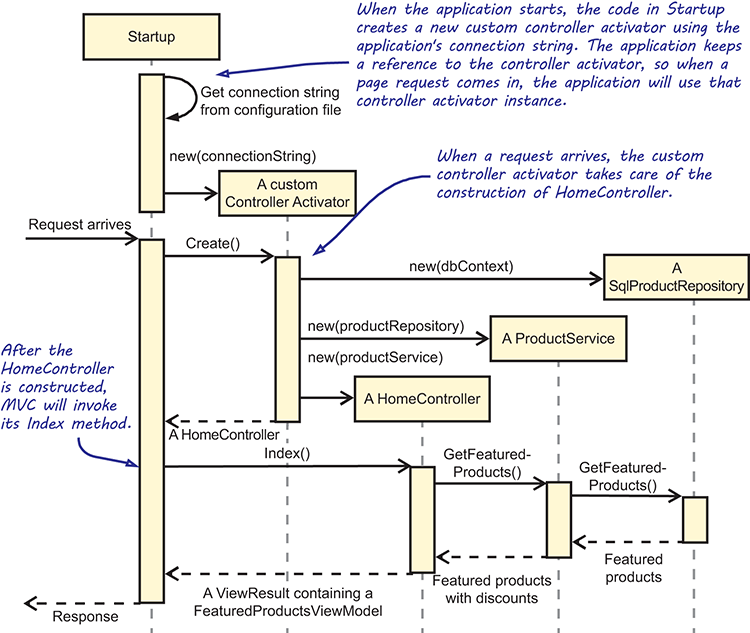 When the application starts, the code in Startup
creates a new custom controller activator using the
application's connection string. The application keeps
a reference to the controller activator, so when a
page request comes in, the application will use that
controller activator instance.
Startup
Get connection string
from configuration file
new(connectionString)
A custom
Controller Activator
When a request arrives, the custom
controller activator takes care of the
construction of HomeController.
Request arrives
Create()
new(dbContext)
A
SqlProductRepository
new(productRepository)
A ProductService
new(productService)
A HomeController
After the
HomeController
is constructed,
MVC will invoke
its Index method.
A HomeController
Index()
GetFeatured-
Products()
GetFeatured-
Products()
Featured
products
Featured products
with discounts
A ViewResult containing a
FeaturedProductsViewModel
Response